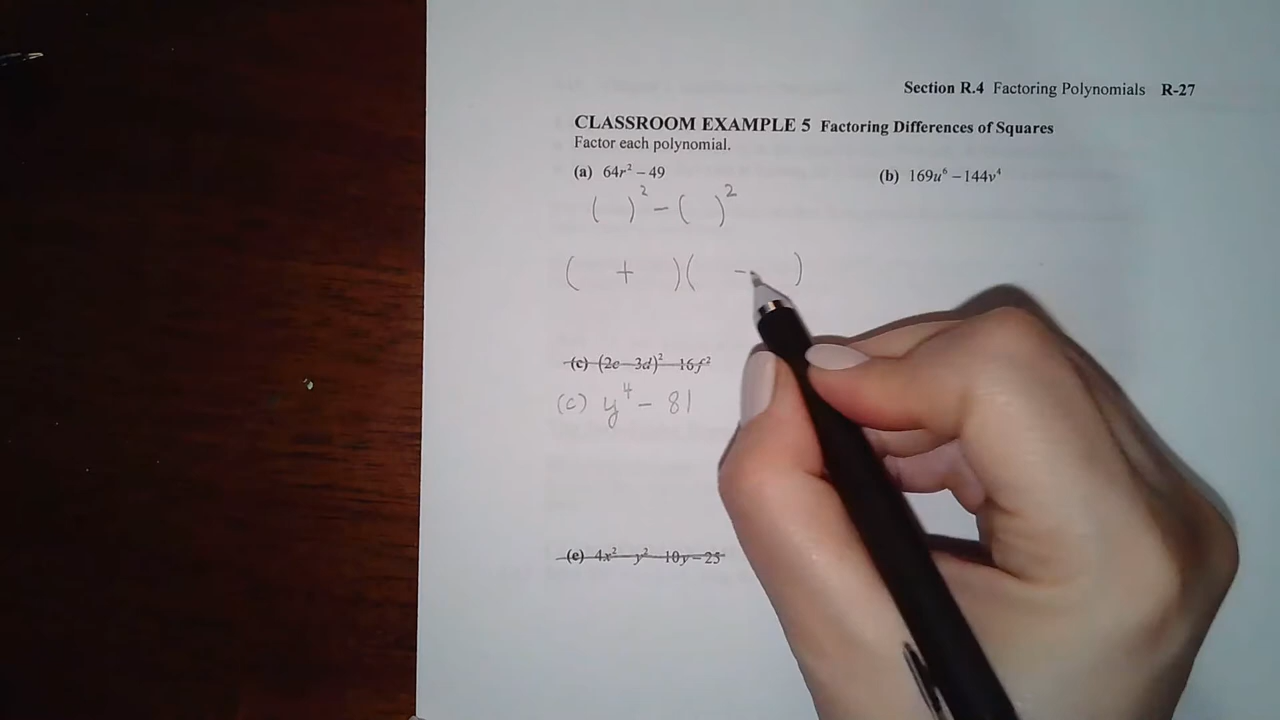 Section R.4 Factoring Polynomials R-27
CLASSROOM EXAMPLE 5 Factoring Differences of Squares
Factor each polynomial.
(a) 64r² – 49
(b) 169u⁶ – 144v⁴
( )² – ( )²
( + )( - )
(c) (2c – 3d)² – 16f²
(c) y⁴ – 81
(e) 4x² – y² – 10y – 25